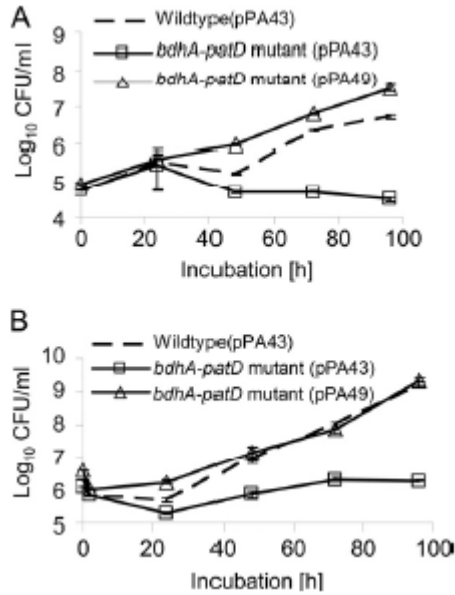 A
Wildtype(pPA43)
bdhA-patD mutant (pPA43)
bdhA-patD mutant (pPA49)
Log10 CFU/ml
9
8
7
6
5
4
0 20 40 60 80 100
Incubation [h]
B
Wildtype(pPA43)
bdhA-patD mutant (pPA43)
bdhA-patD mutant (pPA49)
Log10 CFU/ml
10
9
8
7
6
5
0 20 40 60 80 100
Incubation [h]